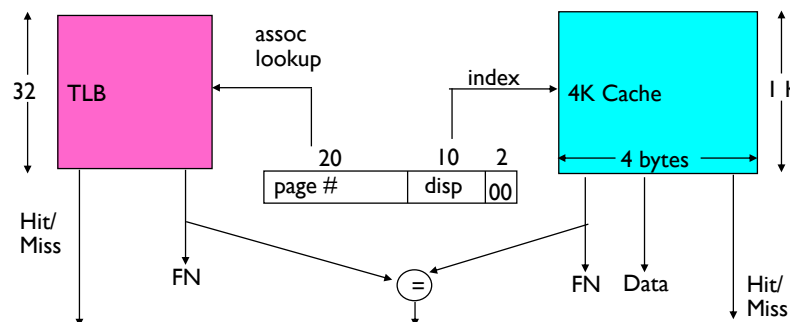 assoc
lookup
32
TLB
index
4K Cache
1 K
20
10
2
4 bytes
page #
disp
00
Hit/
Miss
FN
=
FN
Data
Hit/
Miss